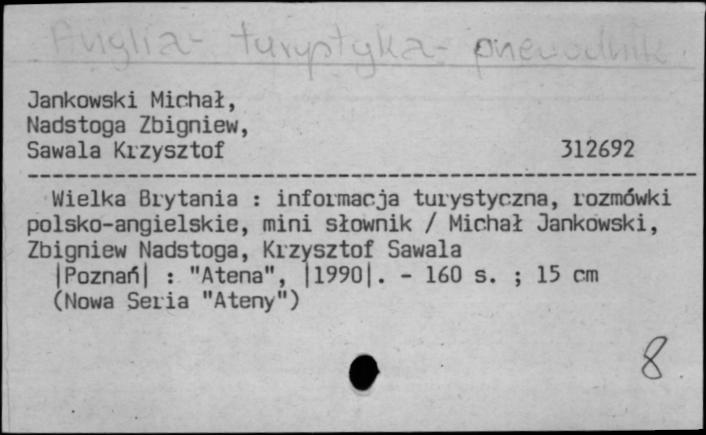 Anglia - turystyka - przewodnik
Jankowski Michał,
Nadstoga Zbigniew,
Sawala Krzysztof 312692
Wielka Brytania : informacja turystyczna, rozmówki
polsko-angielskie, mini słownik / Michał Jankowski,
Zbigniew Nadstoga, Krzysztof Sawala
|Poznań| : "Atena", |1990|. - 160 s. ; 15 cm
(Nowa Seria "Ateny")
8